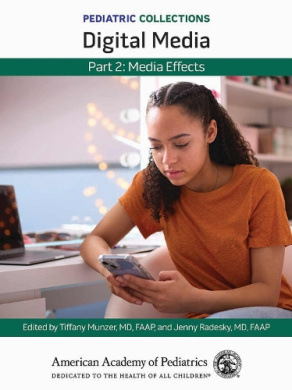 PEDIATRIC COLLECTIONS
Digital Media
Part 2: Media Effects
Edited by Tiffany Munzer, MD, FAAP, and Jenny Radesky, MD, FAAP
American Academy of Pediatrics
DEDICATED TO THE HEALTH OF ALL CHILDREN®